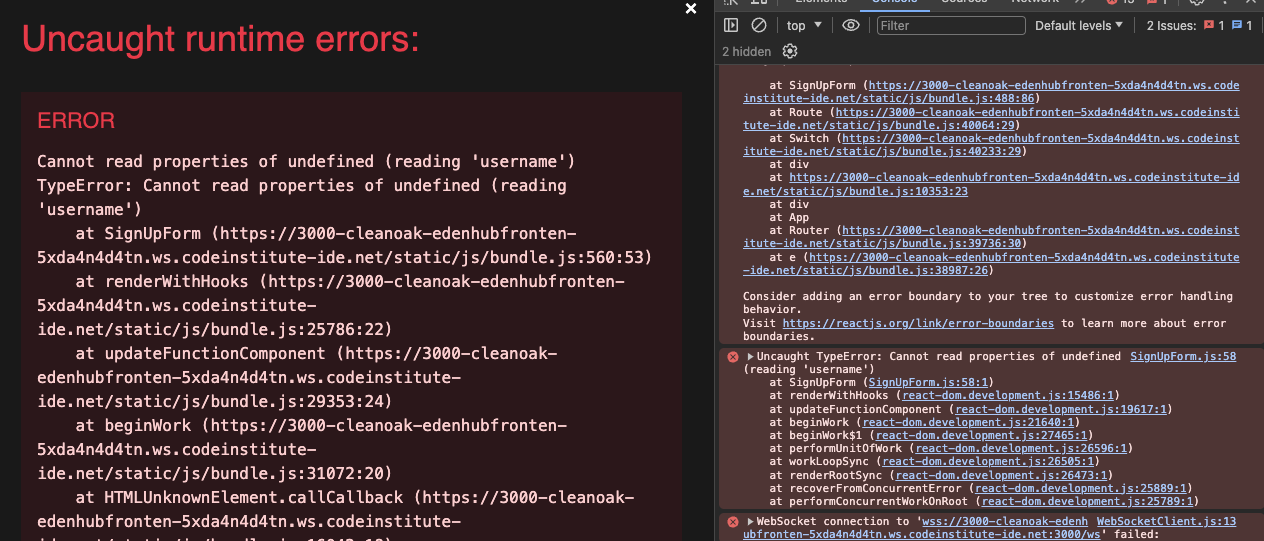 Uncaught runtime errors:
ERROR
Cannot read properties of undefined (reading 'username')
TypeError: Cannot read properties of undefined (reading
'username')
at SignUpForm (https://3000-cleanoak-edenhubfronten-
5xda4n4d4tn.ws.codeinstitute-ide.net/static/js/bundle.js:560:53)
at renderWithHooks (https://3000-cleanoak-edenhubfronten-
5xda4n4d4tn.ws.codeinstitute-
ide.net/static/js/bundle.js:25786:22)
at updateFunctionComponent (https://3000-cleanoak-
edenhubfronten-5xda4n4d4tn.ws.codeinstitute-
ide.net/static/js/bundle.js:29353:24)
at beginWork (https://3000-cleanoak-edenhubfronten-
5xda4n4d4tn.ws.codeinstitute-
ide.net/static/js/bundle.js:31072:20)
at HTMLUnknownElement.callCallback (https://3000-cleanoak-
edenhubfronten-5xda4n4d4tn.ws.codeinstitute-
top Filter Default levels 2 Issues: 1 1
2 hidden
at SignUpForm (https://3000-cleanoak-edenhubfronten-5xda4n4d4tn.ws.code
institute-ide.net/static/js/bundle.js:488:86)
at Route (https://3000-cleanoak-edenhubfronten-5xda4n4d4tn.ws.codeinsti
tute-ide.net/static/js/bundle.js:40064:29)
at Switch (https://3000-cleanoak-edenhubfronten-5xda4n4d4tn.ws.codeinst
itute-ide.net/static/js/bundle.js:40233:29)
at div
at https://3000-cleanoak-edenhubfronten-5xda4n4d4tn.ws.codeinstitute-id
e.net/static/js/bundle.js:10353:23
at div
at App
at Router (https://3000-cleanoak-edenhubfronten-5xda4n4d4tn.ws.codeinst
itute-ide.net/static/js/bundle.js:39736:30)
at e (https://3000-cleanoak-edenhubfronten-5xda4n4d4tn.ws.codeinstitute
-ide.net/static/js/bundle.js:38987:26)
Consider adding an error boundary to your tree to customize error handling
behavior.
Visit https://reactjs.org/link/error-boundaries to learn more about error
boundaries.
Uncaught TypeError: Cannot read properties of undefined SignUpForm.js:58
(reading 'username')
at SignUpForm (SignUpForm.js:58:1)
at renderWithHooks (react-dom.development.js:15486:1)
at updateFunctionComponent (react-dom.development.js:19617:1)
at beginWork (react-dom.development.js:21640:1)
at beginWork$1 (react-dom.development.js:27465:1)
at performUnitOfWork (react-dom.development.js:26596:1)
at workLoopSync (react-dom.development.js:26505:1)
at renderRootSync (react-dom.development.js:26473:1)
at recoverFromConcurrentError (react-dom.development.js:25889:1)
at performConcurrentWorkOnRoot (react-dom.development.js:25789:1)
WebSocket connection to 'wss://3000-cleanoak-edenh WebSocketClient.js:13
ubfronten-5xda4n4d4tn.ws.codeinstitute-ide.net:3000/ws' failed: